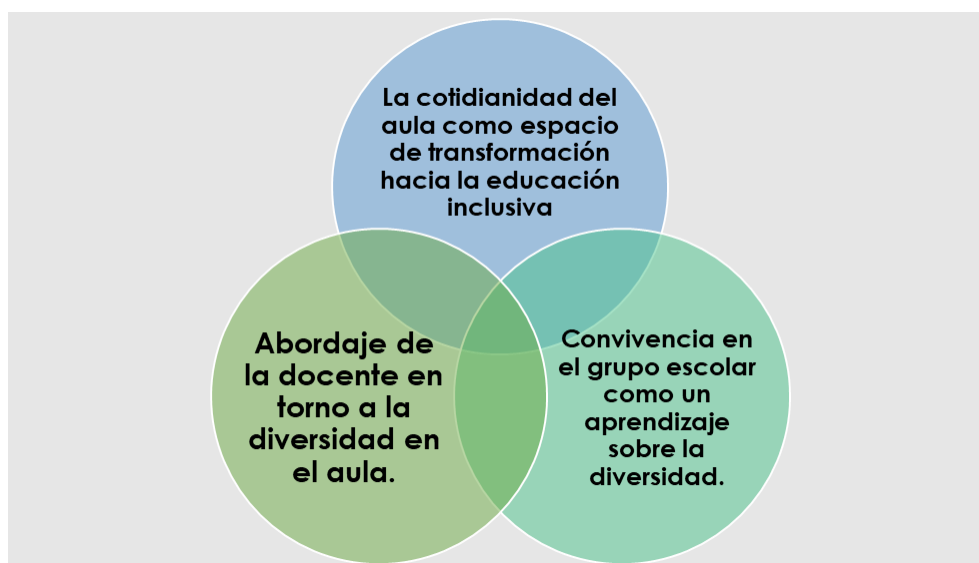 La cotidianidad del
aula como espacio
de transformación
hacia la educación
inclusiva
Abordaje de
la docente en
torno a la
diversidad en
el aula.
Convivencia en
el grupo escolar
como un
aprendizaje
sobre la
diversidad.